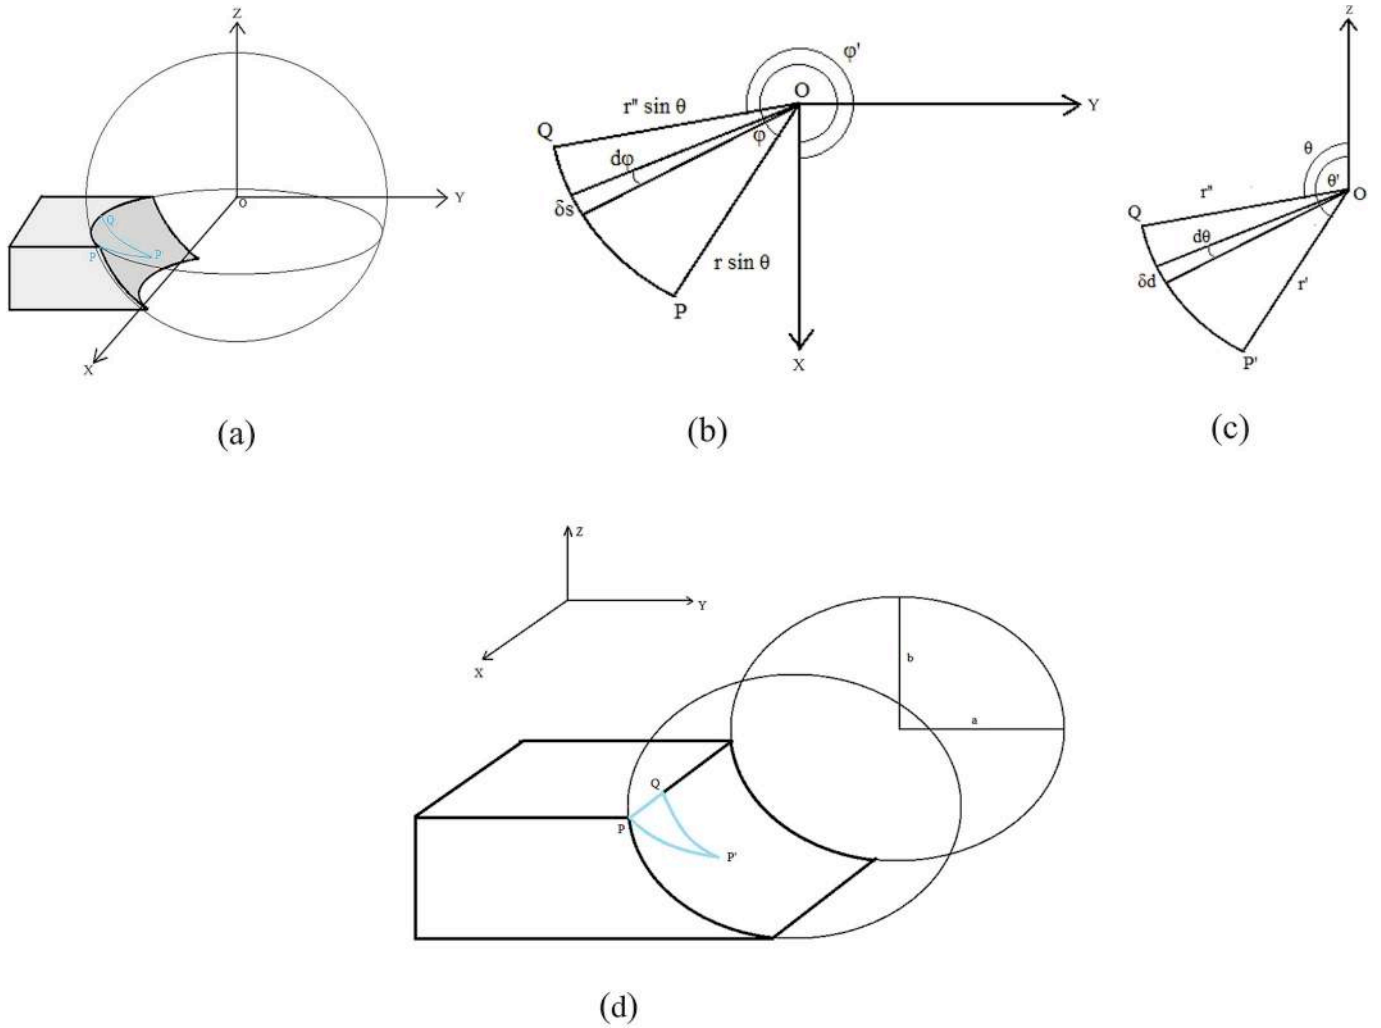 Z
Y
O
X
Q
P
P'
(a)
φ'
O
Y
r'' sin θ
Q
φ
dφ
δs
r sin θ
P
X
(b)
z
θ
θ'
O
r''
Q
dθ
δd
r'
P'
(c)
Z
Y
X
b
a
Q
P
P'
(d)